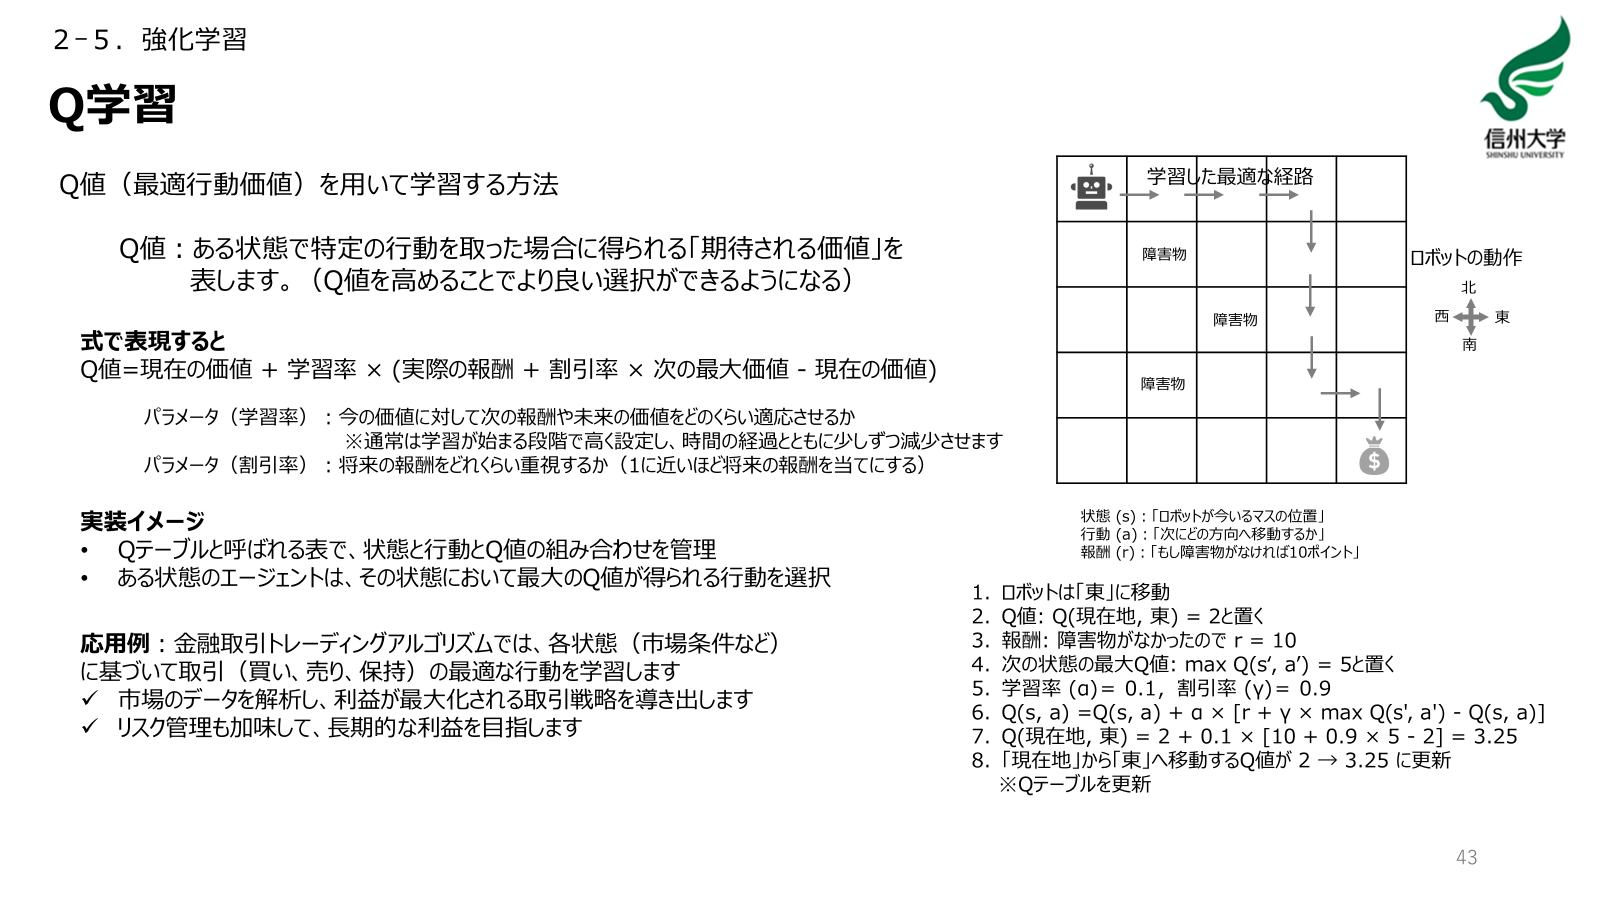 ２−５．強化学習
Q学習
信州大学
SHINSHU UNIVERSITY
Q値（最適行動価値）を用いて学習する方法
Q値：ある状態で特定の行動を取った場合に得られる「期待される価値」を
表します。（Q値を高めることでより良い選択ができるようになる）
式で表現すると
Q値=現在の価値 + 学習率 × (実際の報酬 + 割引率 × 次の最大価値 - 現在の価値)
パラメータ（学習率）：今の価値に対して次の報酬や未来の価値をどのくらい適応させるか
※通常は学習が始まる段階で高く設定し、時間の経過とともに少しずつ減少させます
パラメータ（割引率）：将来の報酬をどれくらい重視するか（1に近いほど将来の報酬を当てにする）
実装イメージ
• Qテーブルと呼ばれる表で、状態と行動とQ値の組み合わせを管理
• ある状態のエージェントは、その状態において最大のQ値が得られる行動を選択
応用例：金融取引トレーディングアルゴリズムでは、各状態（市場条件など）
に基づいて取引（買い、売り、保持）の最適な行動を学習します
✓ 市場のデータを解析し、利益が最大化される取引戦略を導き出します
✓ リスク管理も加味して、長期的な利益を目指します
学習した最適な経路
障害物
障害物
障害物
$
ロボットの動作
北
西 東
南
状態 (s)：「ロボットが今いるマスの位置」
行動 (a)：「次にどの方向へ移動するか」
報酬 (r)：「もし障害物がなければ10ポイント」
1. ロボットは「東」に移動
2. Q値: Q(現在地, 東) = 2と置く
3. 報酬: 障害物がなかったので r = 10
4. 次の状態の最大Q値: max Q(s‘, a’) = 5と置く
5. 学習率 (α)= 0.1, 割引率 (γ)= 0.9
6. Q(s, a) =Q(s, a) + α × [r + γ × max Q(s', a') - Q(s, a)]
7. Q(現在地, 東) = 2 + 0.1 × [10 + 0.9 × 5 - 2] = 3.25
8. 「現在地」から「東」へ移動するQ値が 2 → 3.25 に更新
※Qテーブルを更新
43